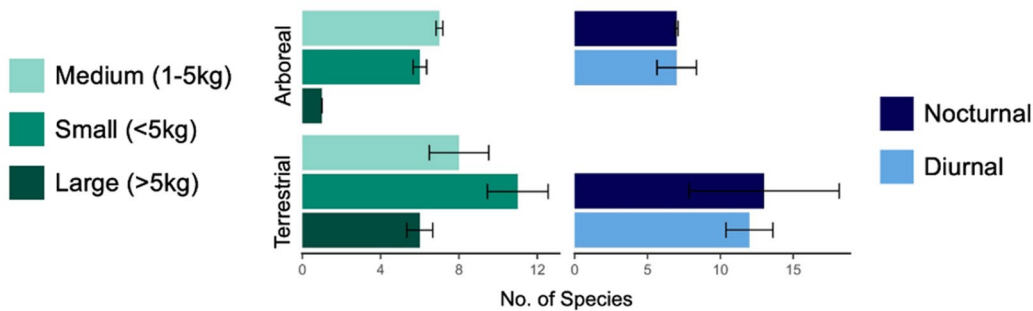 Medium (1-5kg)
Small (<5kg)
Large (>5kg)
Arboreal
Terrestrial
0 4 8 12
0 5 10 15
No. of Species
Nocturnal
Diurnal